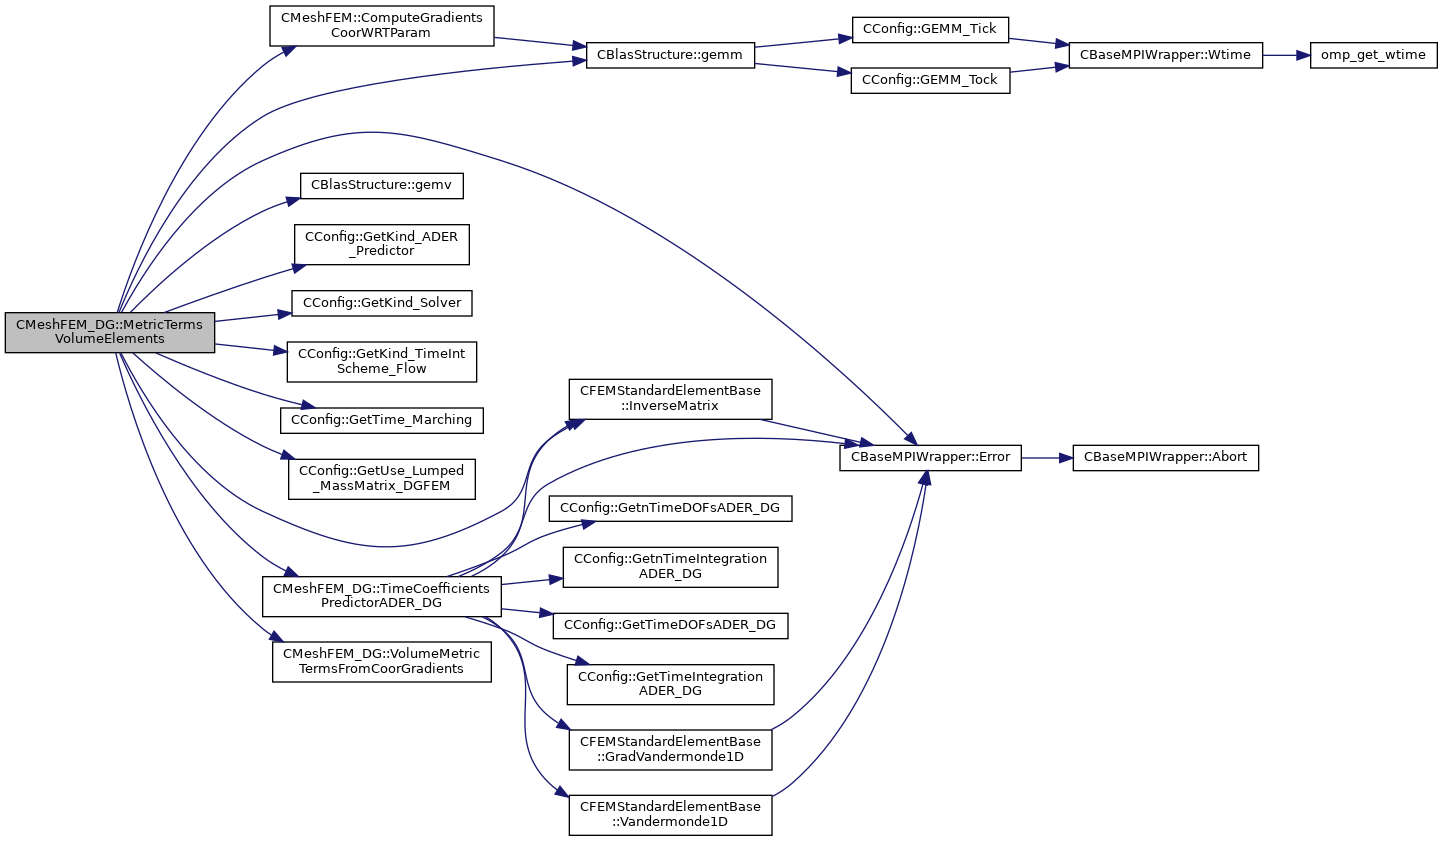 CMeshFEM_DG::MetricTerms
VolumeElements
CMeshFEM::ComputeGradients
CoorWRTParam
CBlasStructure::gemm
CConfig::GEMM_Tick
CConfig::GEMM_Tock
CBaseMPIWrapper::Wtime
omp_get_wtime
CBlasStructure::gemv
CConfig::GetKind_ADER
_Predictor
CConfig::GetKind_Solver
CConfig::GetKind_TimeInt
Scheme_Flow
CConfig::GetTime_Marching
CConfig::GetUse_Lumped
_MassMatrix_DGFEM
CMeshFEM_DG::TimeCoefficients
PredictorADER_DG
CMeshFEM_DG::VolumeMetric
TermsFromCoorGradients
CFEMStandardElementBase
::InverseMatrix
CBaseMPIWrapper::Error
CBaseMPIWrapper::Abort
CConfig::GetnTimeDOFsADER_DG
CConfig::GetnTimeIntegration
ADER_DG
CConfig::GetTimeDOFsADER_DG
CConfig::GetTimeIntegration
ADER_DG
CFEMStandardElementBase
::GradVandermonde1D
CFEMStandardElementBase
::Vandermonde1D